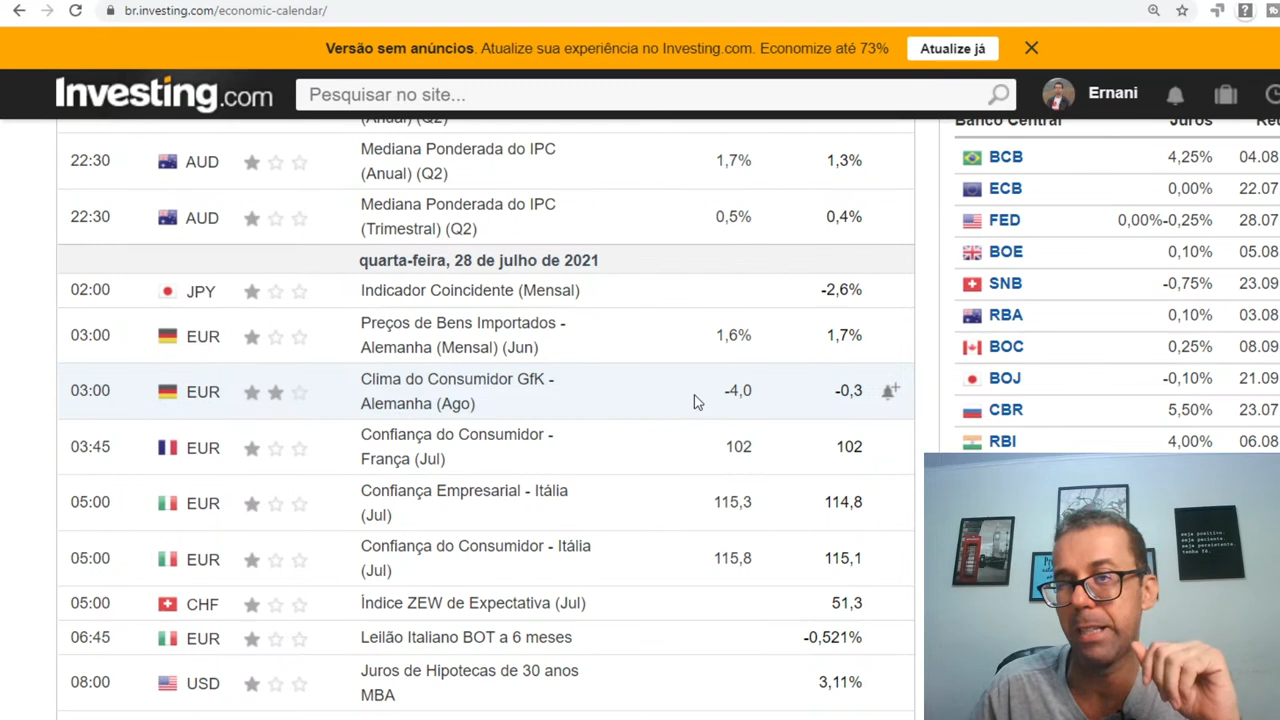 br.investing.com/economic-calendar/
Versão sem anúncios. Atualize sua experiência no Investing.com. Economize até 73% Atualize já
Investing.com Pesquisar no site... Ernani
(Anual) (Q2)
22:30 AUD Mediana Ponderada do IPC (Anual) (Q2) 1,7% 1,3%
22:30 AUD Mediana Ponderada do IPC (Trimestral) (Q2) 0,5% 0,4%
quarta-feira, 28 de julho de 2021
02:00 JPY Indicador Coincidente (Mensal) -2,6%
03:00 EUR Preços de Bens Importados - Alemanha (Mensal) (Jun) 1,6% 1,7%
03:00 EUR Clima do Consumidor GfK - Alemanha (Ago) -4,0 -0,3
03:45 EUR Confiança do Consumidor - França (Jul) 102 102
05:00 EUR Confiança Empresarial - Itália (Jul) 115,3 114,8
05:00 EUR Confiança do Consumidor - Itália (Jul) 115,8 115,1
05:00 CHF Índice ZEW de Expectativa (Jul) 51,3
06:45 EUR Leilão Italiano BOT a 6 meses -0,521%
08:00 USD Juros de Hipotecas de 30 anos MBA 3,11%
Banco Central Juros
BCB 4,25% 04.08
ECB 0,00% 22.07
FED 0,00%-0,25% 28.07
BOE 0,10% 05.08
SNB -0,75% 23.09
RBA 0,10% 03.08
BOC 0,25% 08.09
BOJ -0,10% 21.09
CBR 5,50% 23.07
RBI 4,00% 06.08
seja positivo.
seja paciente.
seja persistente.
tenha fé.